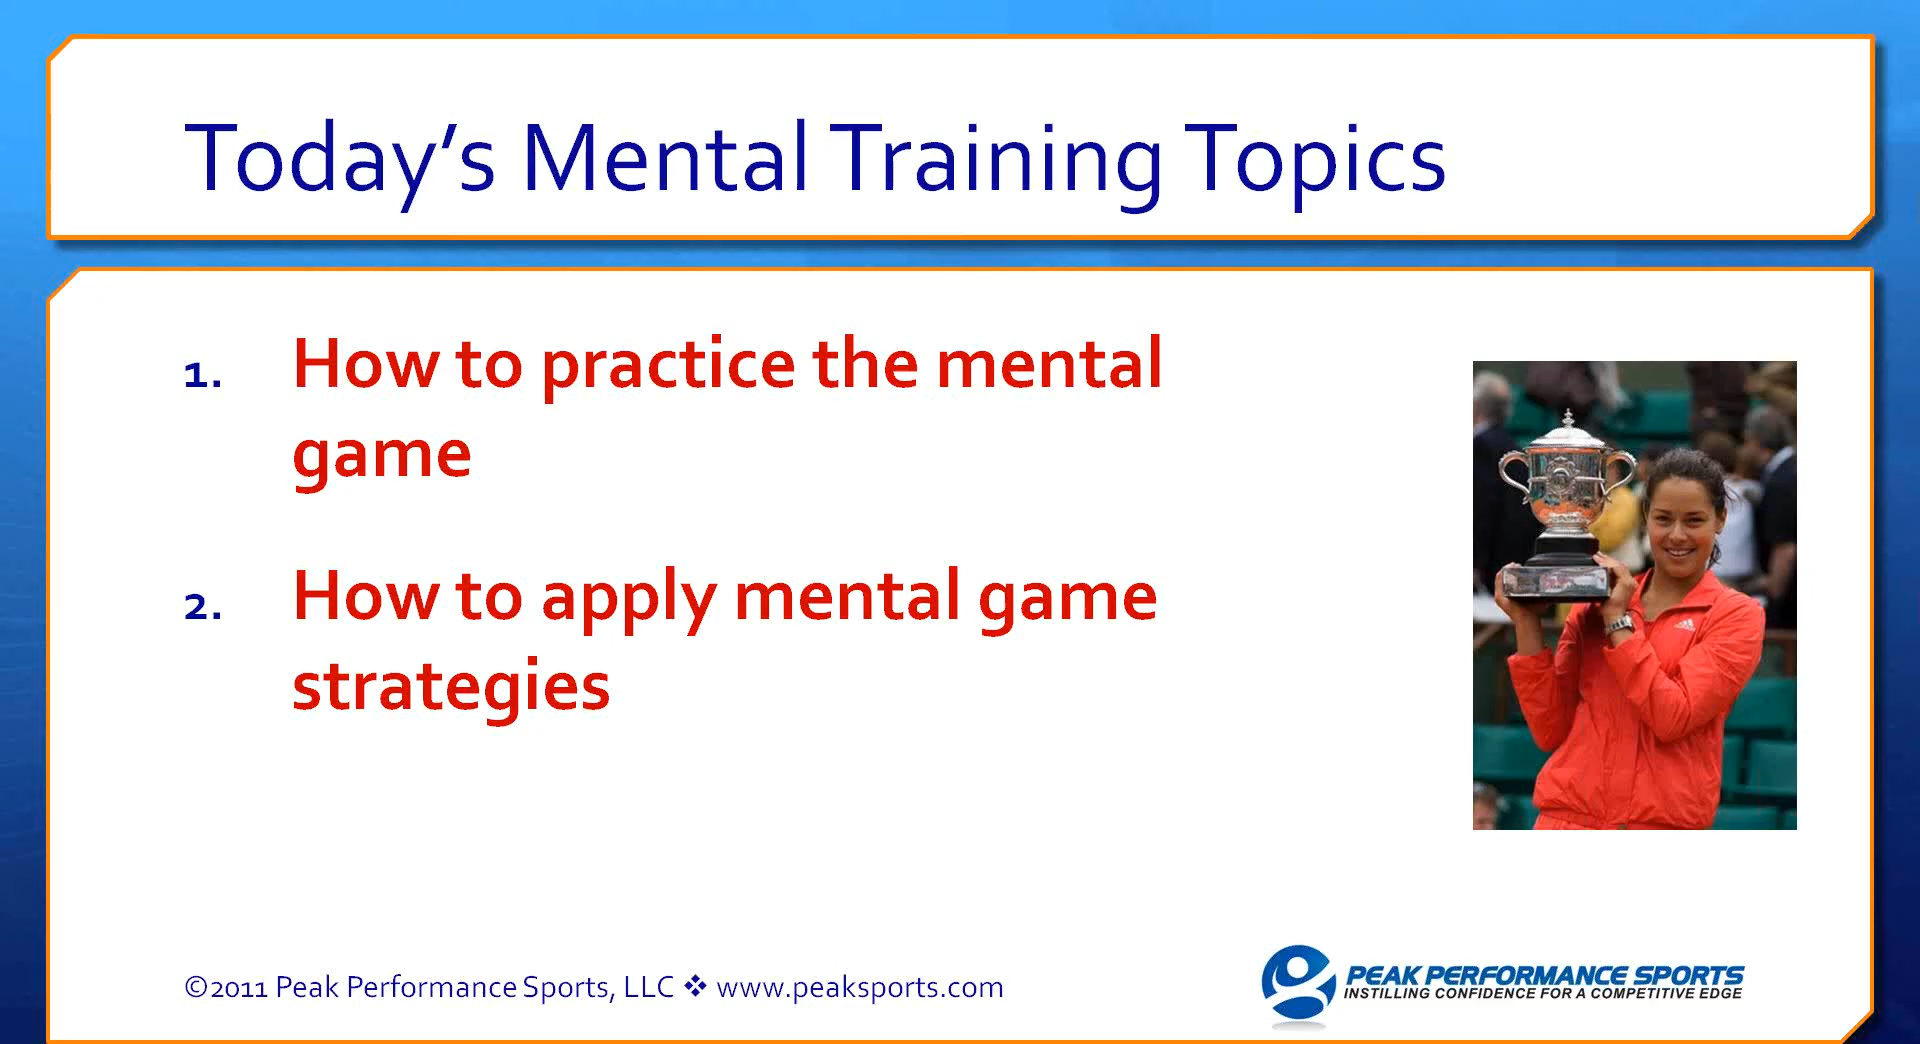 Today's Mental Training Topics
1. How to practice the mental
game
2. How to apply mental game
strategies
©2011 Peak Performance Sports, LLC ❖ www.peaksports.com
PEAK PERFORMANCE SPORTS
INSTILLING CONFIDENCE FOR A COMPETITIVE EDGE